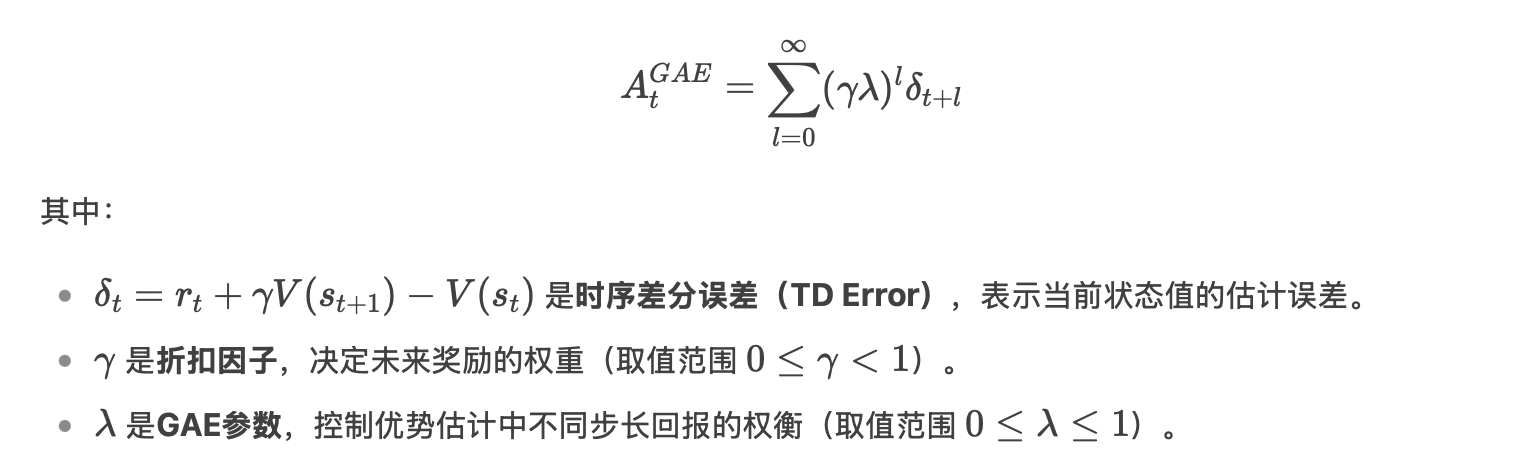 $A_t^{GAE} = \sum_{l=0}^{\infty} (\gamma\lambda)^l \delta_{t+l}$
其中：
• $\delta_t = r_t + \gamma V(s_{t+1}) - V(s_t)$ 是时序差分误差（TD Error），表示当前状态值的估计误差。
• $\gamma$ 是折扣因子，决定未来奖励的权重（取值范围 $0 \leq \gamma < 1$）。
• $\lambda$ 是GAE参数，控制优势估计中不同步长回报的权衡（取值范围 $0 \leq \lambda \leq 1$）。